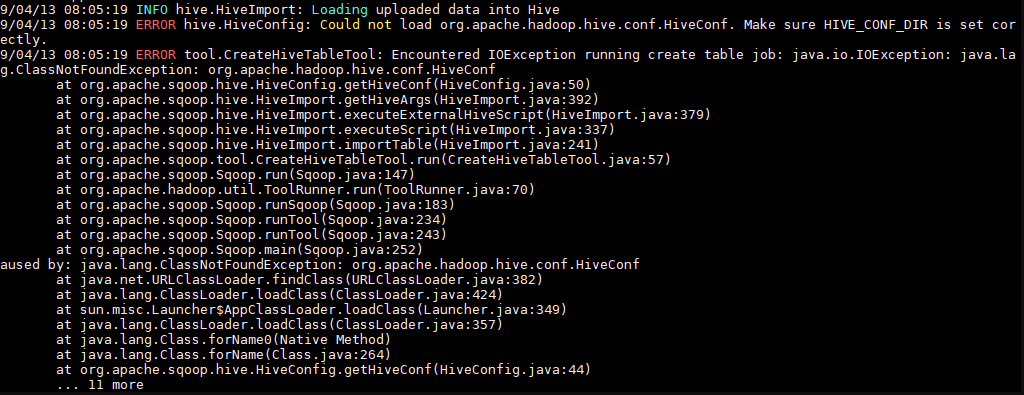 9/04/13 08:05:19 INFO hive.HiveImport: Loading uploaded data into Hive
9/04/13 08:05:19 ERROR hive.HiveConfig: Could not load org.apache.hadoop.hive.conf.HiveConf. Make sure HIVE_CONF_DIR is set cor
ectly.
9/04/13 08:05:19 ERROR tool.CreateHiveTableTool: Encountered IOException running create table job: java.io.IOException: java.la
g.ClassNotFoundException: org.apache.hadoop.hive.conf.HiveConf
at org.apache.sqoop.hive.HiveConfig.getHiveConf(HiveConfig.java:50)
at org.apache.sqoop.hive.HiveImport.getHiveArgs(HiveImport.java:392)
at org.apache.sqoop.hive.HiveImport.executeExternalHiveScript(HiveImport.java:379)
at org.apache.sqoop.hive.HiveImport.executeScript(HiveImport.java:337)
at org.apache.sqoop.hive.HiveImport.importTable(HiveImport.java:241)
at org.apache.sqoop.tool.CreateHiveTableTool.run(CreateHiveTableTool.java:57)
at org.apache.sqoop.Sqoop.run(Sqoop.java:147)
at org.apache.hadoop.util.ToolRunner.run(ToolRunner.java:70)
at org.apache.sqoop.Sqoop.runSqoop(Sqoop.java:183)
at org.apache.sqoop.Sqoop.runTool(Sqoop.java:234)
at org.apache.sqoop.Sqoop.runTool(Sqoop.java:243)
at org.apache.sqoop.Sqoop.main(Sqoop.java:252)
aused by: java.lang.ClassNotFoundException: org.apache.hadoop.hive.conf.HiveConf
at java.net.URLClassLoader.findClass(URLClassLoader.java:382)
at java.lang.ClassLoader.loadClass(ClassLoader.java:424)
at sun.misc.Launcher$AppClassLoader.loadClass(Launcher.java:349)
at java.lang.ClassLoader.loadClass(ClassLoader.java:357)
at java.lang.Class.forName0(Native Method)
at java.lang.Class.forName(Class.java:264)
at org.apache.sqoop.hive.HiveConfig.getHiveConf(HiveConfig.java:44)
... 11 more